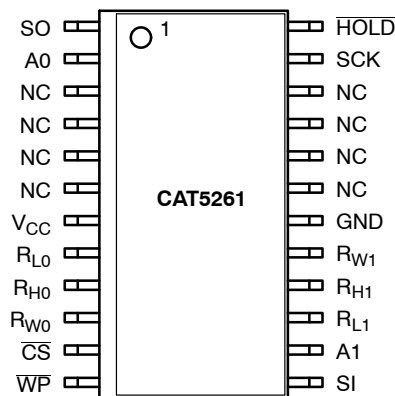 SO 1 HOLD
A0 SCK
NC NC
NC NC
NC NC
NC CAT5261 NC
VCC GND
RL0 RW1
RH0 RH1
RW0 RL1
CS A1
WP SI